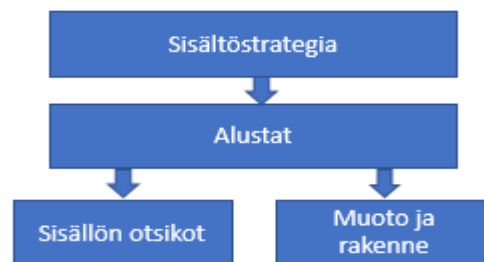 Sisältöstrategia
Alustat
Sisällön otsikot
Muoto ja
rakenne